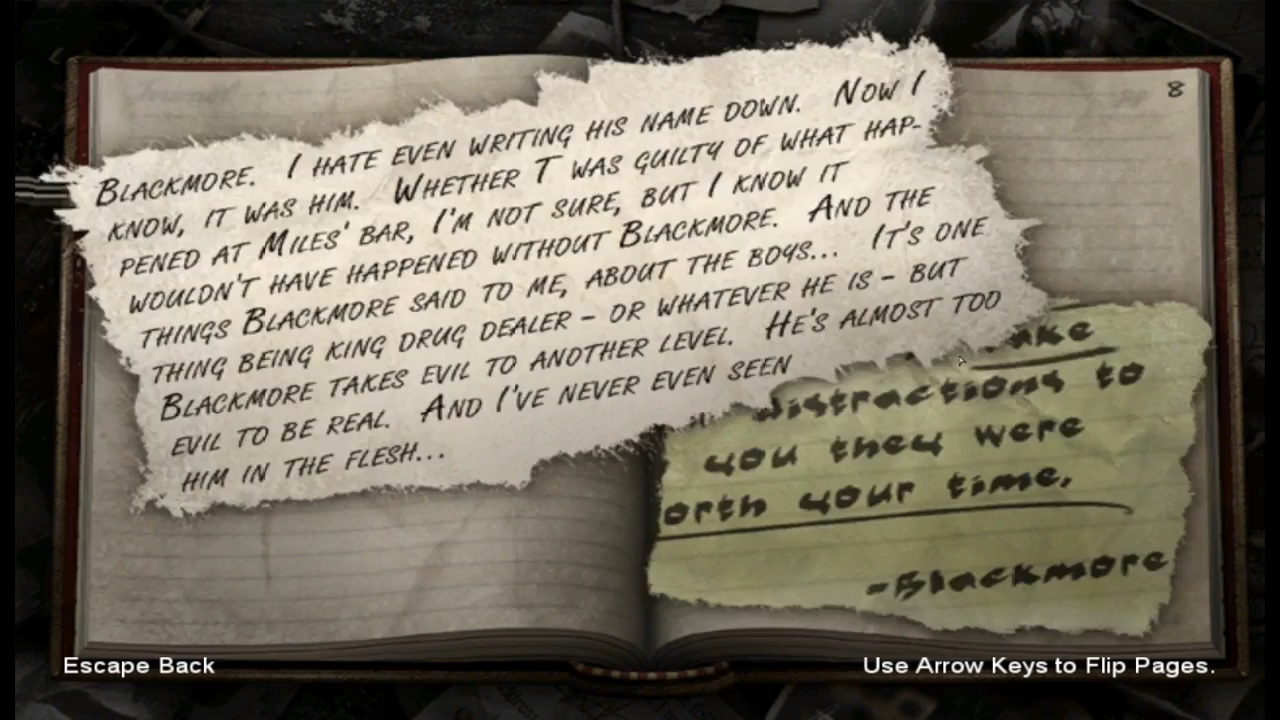 8
BLACKMORE. I HATE EVEN WRITING HIS NAME DOWN. NOW I
KNOW, IT WAS HIM. WHETHER T WAS GUILTY OF WHAT HAP-
PENED AT MILES' BAR, I'M NOT SURE, BUT I KNOW IT
WOULDN'T HAVE HAPPENED WITHOUT BLACKMORE. AND THE
THINGS BLACKMORE SAID TO ME, ABOUT THE BOYS... IT'S ONE
THING BEING KING DRUG DEALER – OR WHATEVER HE IS – BUT
BLACKMORE TAKES EVIL TO ANOTHER LEVEL. HE'S ALMOST TOO
EVIL TO BE REAL. AND I'VE NEVER EVEN SEEN
HIM IN THE FLESH...
distractions to
you they were
orth your time.
-Blackmore
Escape Back
Use Arrow Keys to Flip Pages.